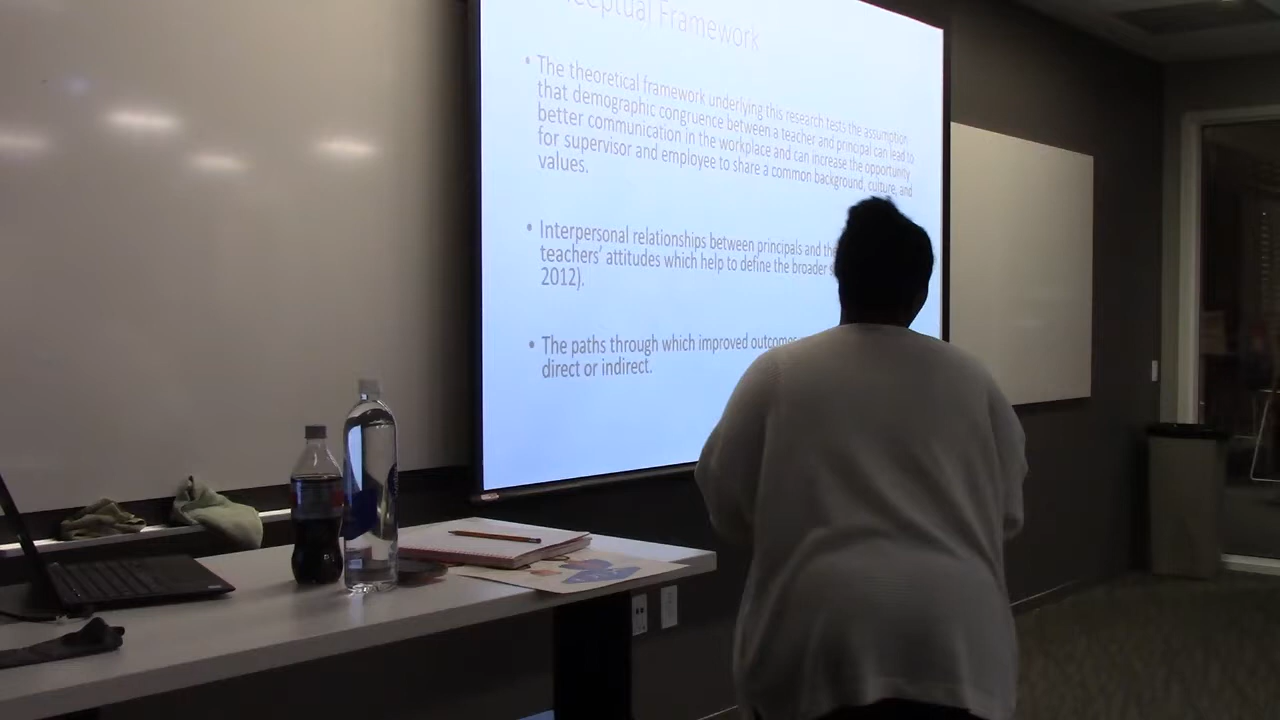 ceptual Framework
• The theoretical framework underlying this research tests the assumption
that demographic congruence between a teacher and principal can lead to
better communication in the workplace and can increase the opportunity
for supervisor and employee to share a common background, culture, and
values.
• Interpersonal relationships between principals and the
teachers’ attitudes which help to define the broader s
2012).
• The paths through which improved outcomes
direct or indirect.